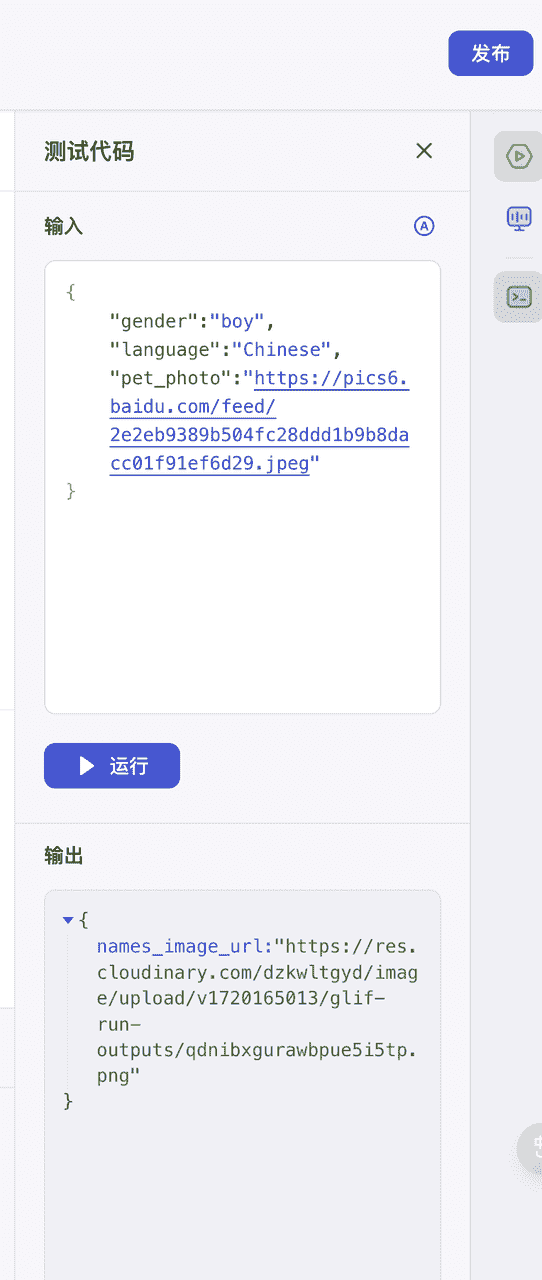 发布
测试代码
输入
A
{
"gender":"boy",
"language":"Chinese",
"pet_photo":"https://pics6.
baidu.com/feed/
2e2eb9389b504fc28ddd1b9b8da
cc01f91ef6d29.jpeg"
}
运行
输出
{
names_image_url:"https://res.
cloudinary.com/dzkwltgyd/imag
e/upload/v1720165013/glif-
run-
outputs/qdnibxgurawbpue5i5tp.
png"
}